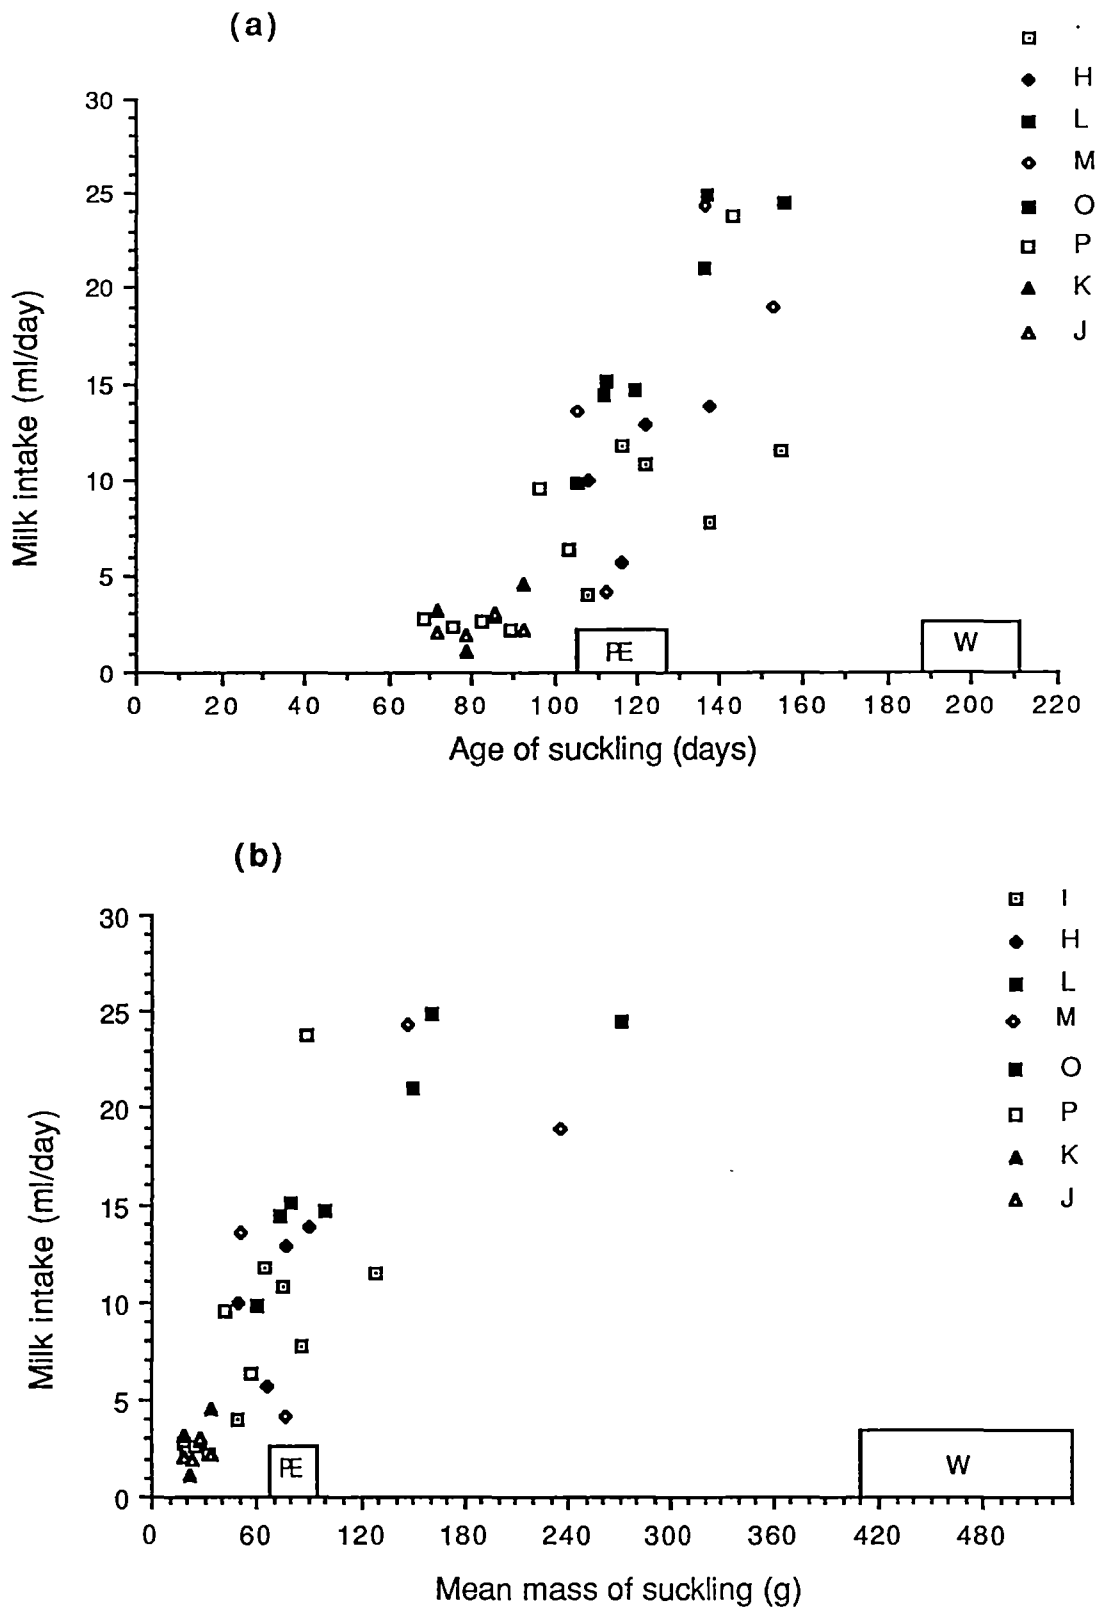 (a)
H
L
M
O
P
K
J
30
25
20
15
10
5
0
Milk intake (ml/day)
PE
W
0 20 40 60 80 100 120 140 160 180 200 220
Age of suckling (days)
(b)
I
H
L
M
O
P
K
J
30
25
20
15
10
5
0
Milk intake (ml/day)
PE
W
0 60 120 180 240 300 360 420 480
Mean mass of suckling (g)